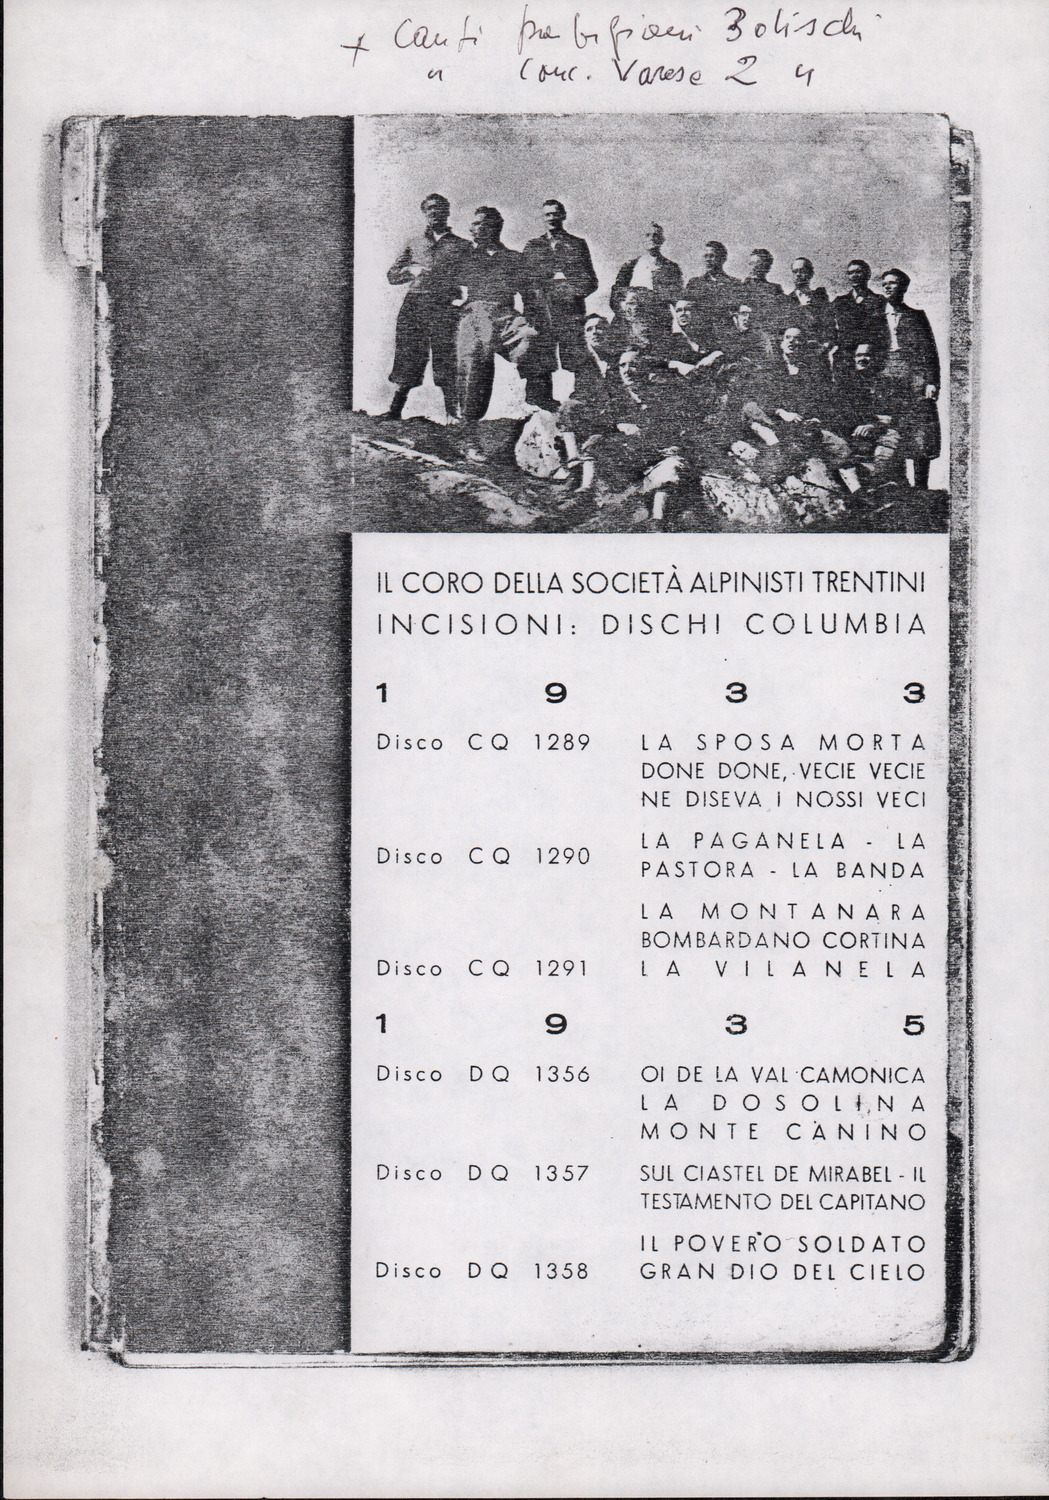 + Canti
" Conc. Varese 2 "
IL CORO DELLA SOCIETÀ ALPINISTI TRENTINI
INCISIONI: DISCHI COLUMBIA
1 9 3 3
Disco CQ 1289 LA SPOSA MORTA
DONE DONE, VECIE VECIE
NE DISEVA I NOSSI VECI
LA PAGANELA - LA
Disco CQ 1290
PASTORA - LA BANDA
LA MONTANARA
BOMBARDANO CORTINA
Disco CQ 1291 LA VILANELA
1 9 3 5
Disco DQ 1356 OI DE LA VAL CAMONICA
LA DOSOLINA
MONTE CANINO
Disco DQ 1357 SUL CIASTEL DE MIRABEL - IL
TESTAMENTO DEL CAPITANO
IL POVERO SOLDATO
Disco DQ 1358 GRAN DIO DEL CIELO